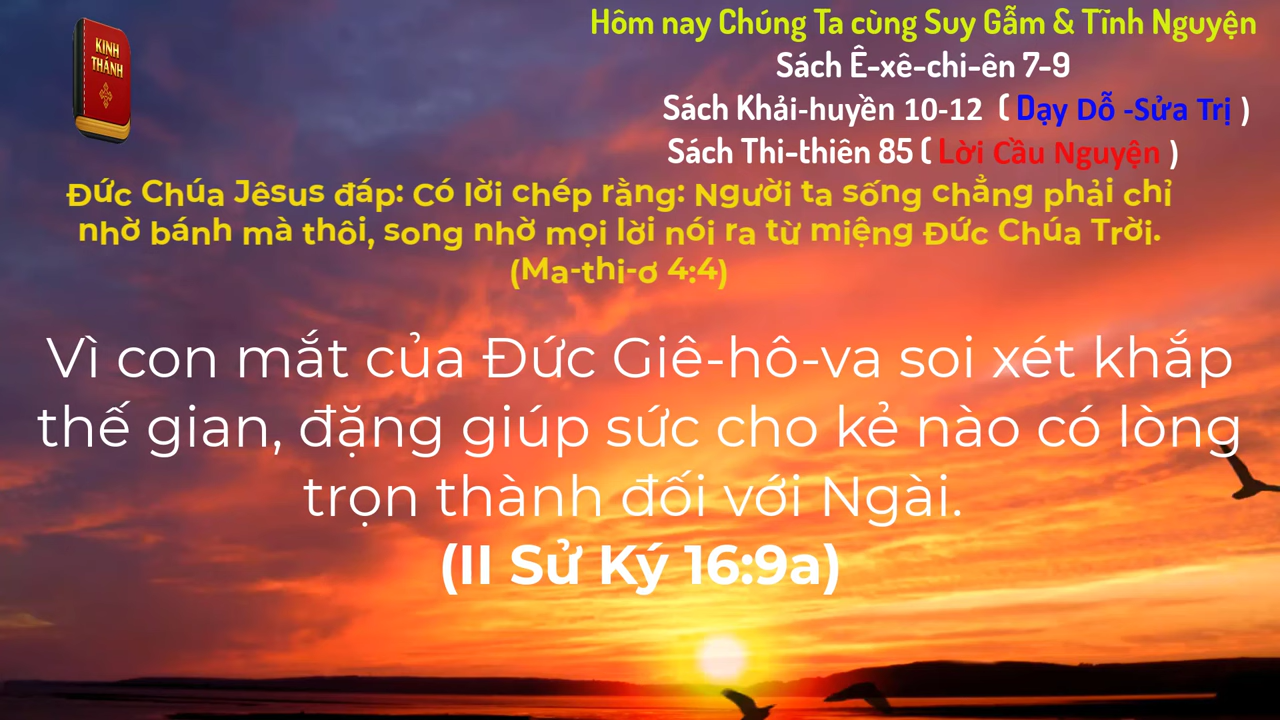 KINH
THÁNH
Hôm nay Chúng Ta cùng Suy Gẫm & Tĩnh Nguyện
Sách Ê-xê-chi-ên 7-9
Sách Khải-huyền 10-12 ( Dạy Dỗ -Sửa Trị )
Sách Thi-thiên 85 ( Lời Cầu Nguyện )
Đức Chúa Jêsus đáp: Có lời chép rằng: Người ta sống chẳng phải chỉ
nhờ bánh mà thôi, song nhờ mọi lời nói ra từ miệng Đức Chúa Trời.
(Ma-thi-ơ 4:4)
Vì con mắt của Đức Giê-hô-va soi xét khắp
thế gian, đặng giúp sức cho kẻ nào có lòng
trọn thành đối với Ngài.
(II Sử Ký 16:9a)